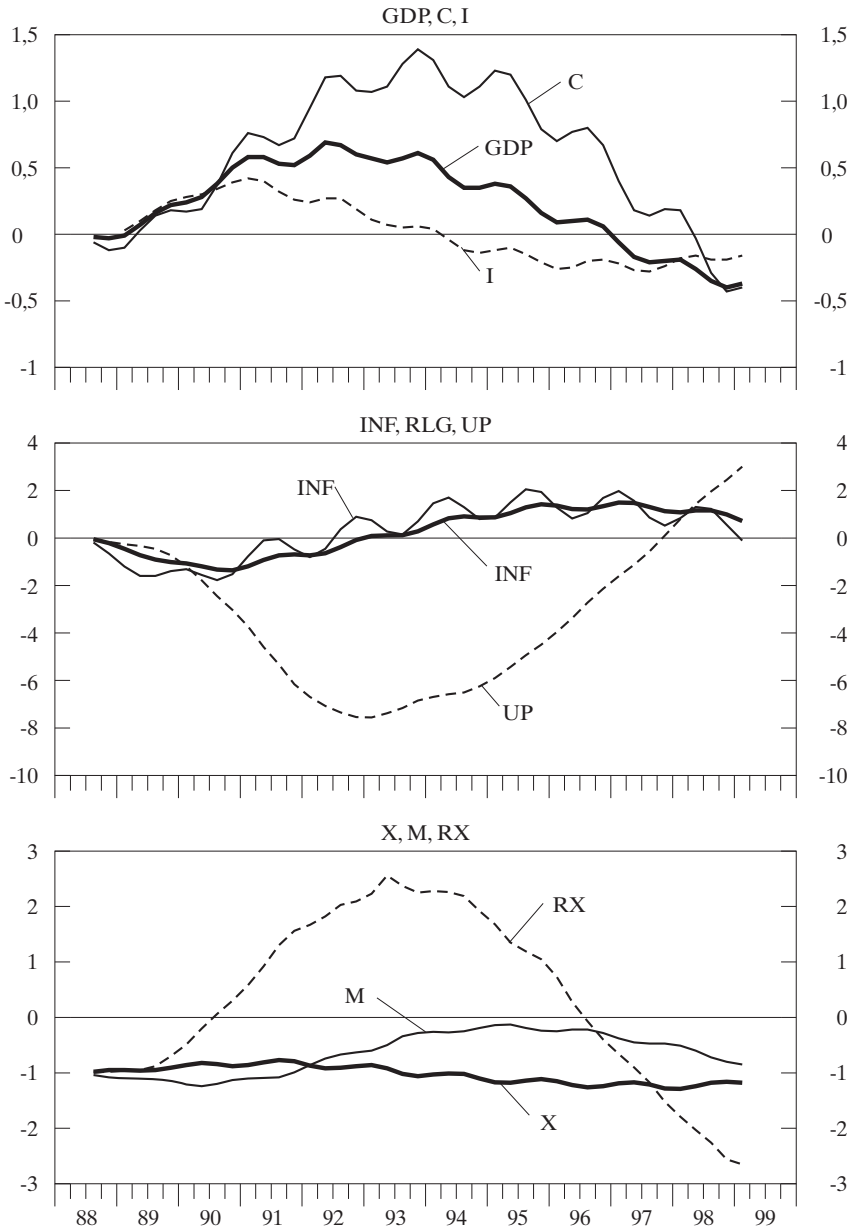 GDP, C, I
1,5 1,5
C
1,0 1,0
GDP
0,5 0,5
0 0
I
-0,5 -0,5
-1 -1
INF, RLG, UP
4 4
INF
2 2
0 0
INF
-2 -2
-4 -4
-6 -6
UP
-8 -8
-10 -10
X, M, RX
3 3
2 2
RX
1 1
M
0 0
-1 -1
X
-2 -2
-3 -3
88 89 90 91 92 93 94 95 96 97 98 99